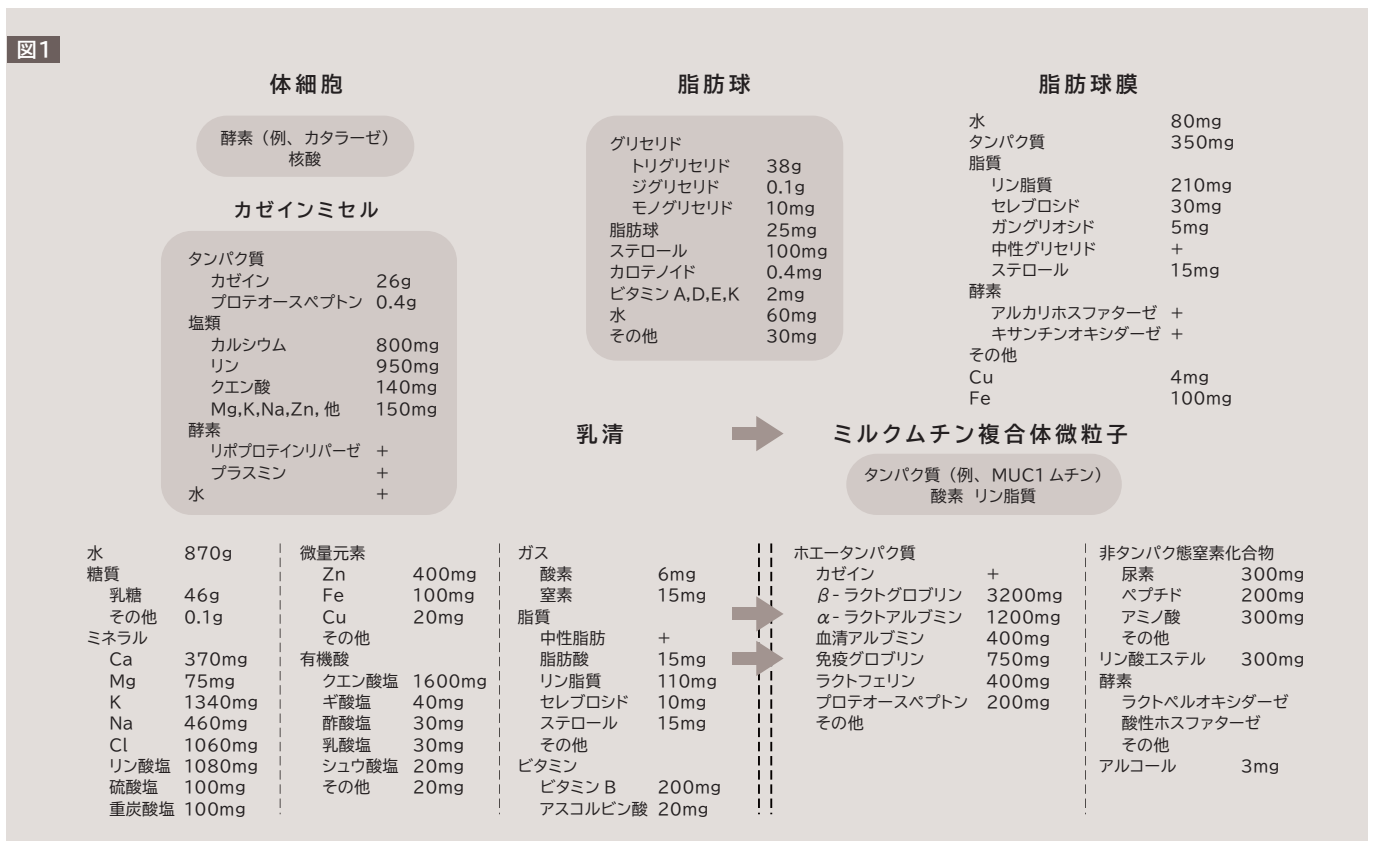 図1
体細胞
酵素（例、カタラーゼ）
核酸
カゼインミセル
タンパク質
カゼイン 26g
プロテオースペプトン 0.4g
塩類
カルシウム 800mg
リン 950mg
クエン酸 140mg
Mg,K,Na,Zn, 他 150mg
酵素
リポプロテインリパーゼ +
プラスミン +
水 +
脂肪球
グリセリド
トリグリセリド 38g
ジグリセリド 0.1g
モノグリセリド 10mg
脂肪球 25mg
ステロール 100mg
カロテノイド 0.4mg
ビタミン A,D,E,K 2mg
水 60mg
その他 30mg
脂肪球膜
水 80mg
タンパク質 350mg
脂質
リン脂質 210mg
セレブロシド 30mg
ガングリオシド 5mg
中性グリセリド +
ステロール 15mg
酵素
アルカリホスファターゼ +
キサンチンオキシダーゼ +
その他
Cu 4mg
Fe 100mg
乳清
ミルクムチン複合体微粒子
タンパク質（例、MUC1 ムチン）
酸素 リン脂質
水 870g
糖質
乳糖 46g
その他 0.1g
ミネラル
Ca 370mg
Mg 75mg
K 1340mg
Na 460mg
Cl 1060mg
リン酸塩 1080mg
硫酸塩 100mg
重炭酸塩 100mg
微量元素
Zn 400mg
Fe 100mg
Cu 20mg
その他
有機酸
クエン酸塩 1600mg
ギ酸塩 40mg
酢酸塩 30mg
乳酸塩 30mg
シュウ酸塩 20mg
その他 20mg
ガス
酸素 6mg
窒素 15mg
脂質
中性脂肪 +
脂肪酸 15mg
リン脂質 110mg
セレブロシド 10mg
ステロール 15mg
その他
ビタミン
ビタミン B 200mg
アスコルビン酸 20mg
ホエータンパク質
カゼイン +
β - ラクトグロブリン 3200mg
α - ラクトアルブミン 1200mg
血清アルブミン 400mg
免疫グロブリン 750mg
ラクトフェリン 400mg
プロテオースペプトン 200mg
その他
非タンパク態窒素化合物
尿素 300mg
ペプチド 200mg
アミノ酸 300mg
その他
リン酸エステル 300mg
酵素
ラクトペルオキシダーゼ
酸性ホスファターゼ
その他
アルコール 3mg